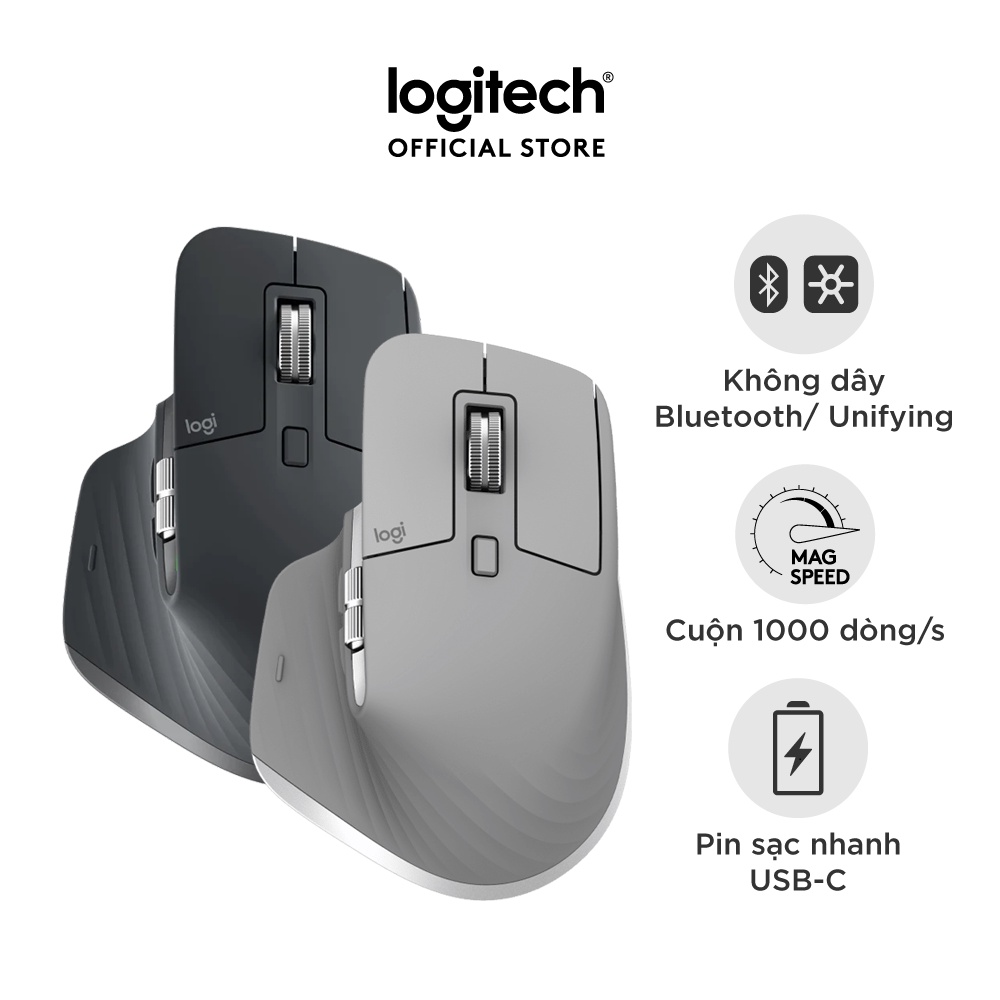 logitech®
OFFICIAL STORE
logi
logi
Không dây
Bluetooth/ Unifying
MAG
SPEED
Cuộn 1000 dòng/s
Pin sạc nhanh
USB-C